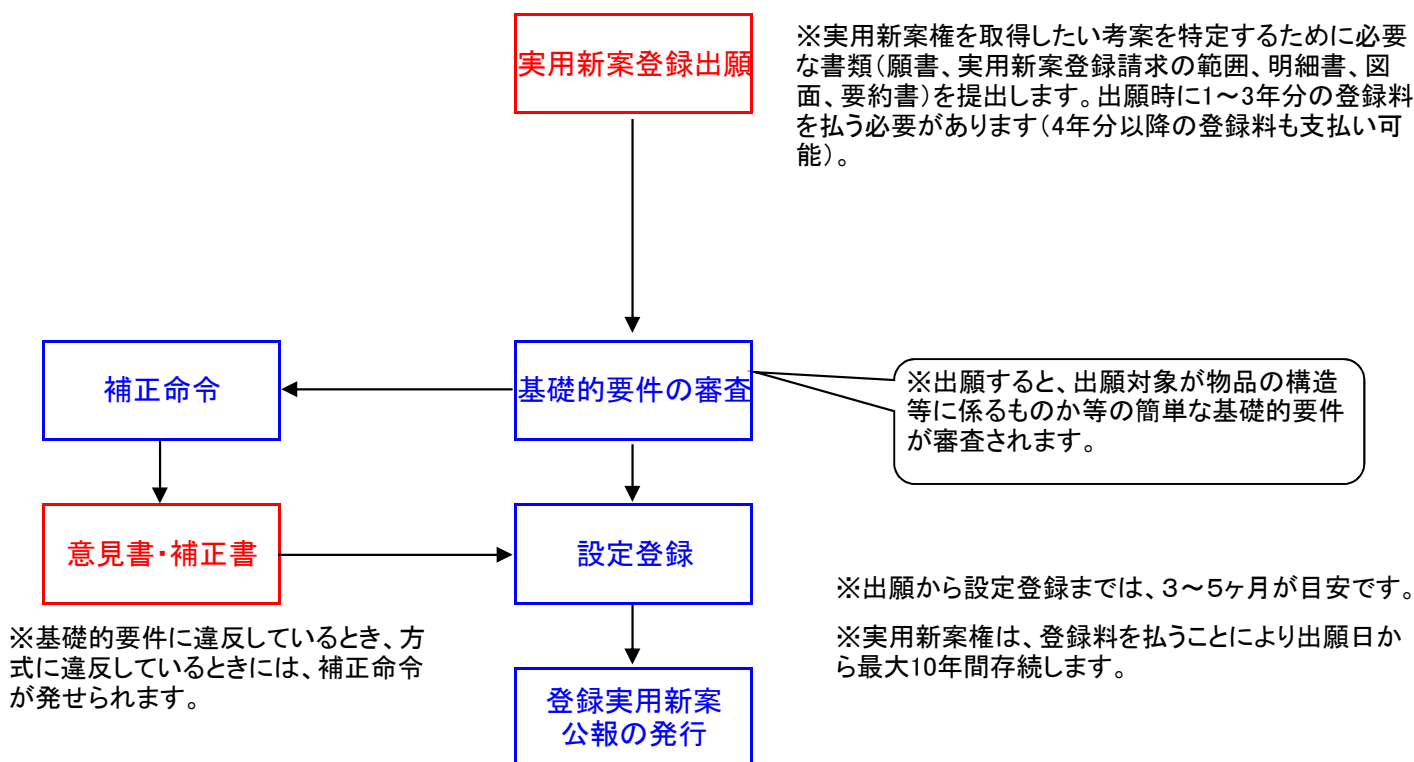 実用新案登録出願
※実用新案権を取得したい考案を特定するために必要
な書類(願書、実用新案登録請求の範囲、明細書、図
面、要約書)を提出します。出願時に1～3年分の登録料
を払う必要があります(4年分以降の登録料も支払い可
能)。
補正命令
基礎的要件の審査
※出願すると、出願対象が物品の構造
等に係るものか等の簡単な基礎的要件
が審査されます。
意見書・補正書
設定登録
※出願から設定登録までは、３～５ヶ月が目安です。
※基礎的要件に違反しているとき、方
式に違反しているときには、補正命令
が発せられます。
※実用新案権は、登録料を払うことにより出願日か
ら最大10年間存続します。
登録実用新案
公報の発行